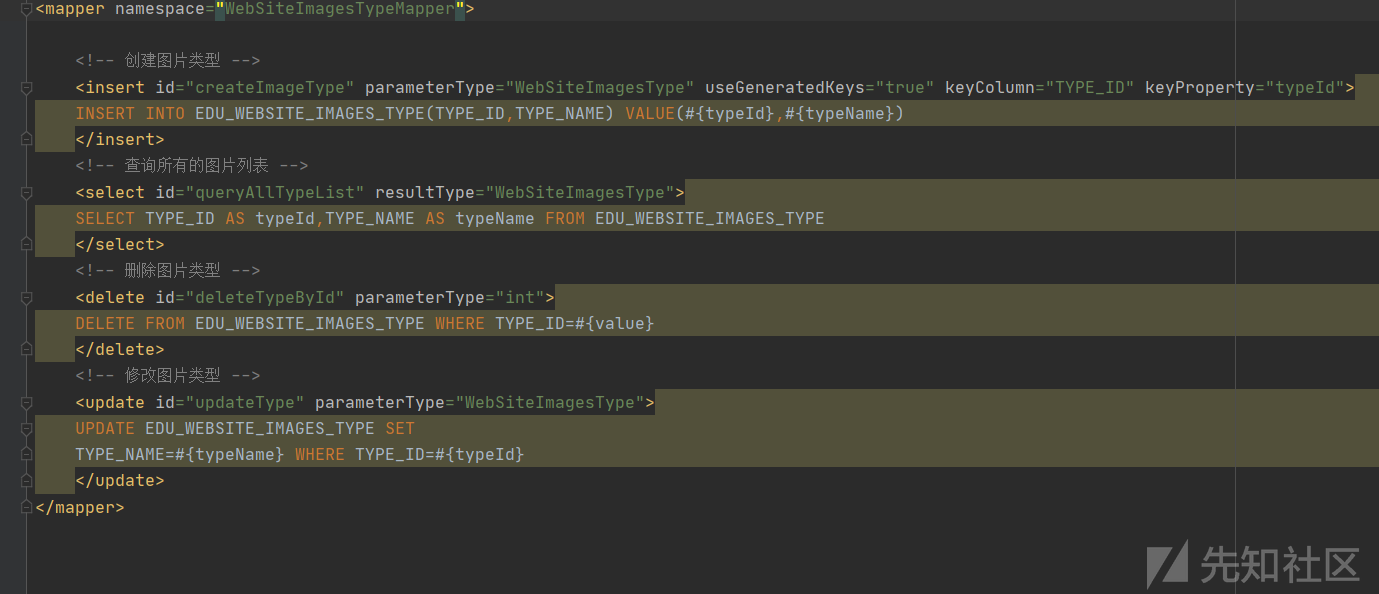 <mapper namespace="WebSiteImagesTypeMapper">
<!-- 创建图片类型 -->
<insert id="createImageType" parameterType="WebSiteImagesType" useGeneratedKeys="true" keyColumn="TYPE_ID" keyProperty="typeId">
INSERT INTO EDU_WEBSITE_IMAGES_TYPE(TYPE_ID,TYPE_NAME) VALUE(#{typeId},#{typeName})
</insert>
<!-- 查询所有的图片列表 -->
<select id="queryAllTypeList" resultType="WebSiteImagesType">
SELECT TYPE_ID AS typeId,TYPE_NAME AS typeName FROM EDU_WEBSITE_IMAGES_TYPE
</select>
<!-- 删除图片类型 -->
<delete id="deleteTypeById" parameterType="int">
DELETE FROM EDU_WEBSITE_IMAGES_TYPE WHERE TYPE_ID=#{value}
</delete>
<!-- 修改图片类型 -->
<update id="updateType" parameterType="WebSiteImagesType">
UPDATE EDU_WEBSITE_IMAGES_TYPE SET
TYPE_NAME=#{typeName} WHERE TYPE_ID=#{typeId}
</update>
</mapper>
先知社区